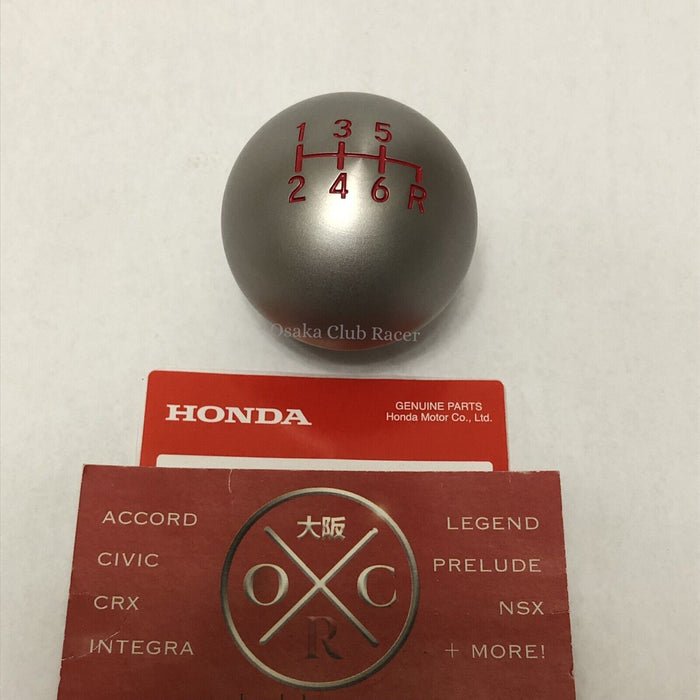 1 3 5
2 4 6 R
Osaka Club Racer
HONDA
GENUINE PARTS
Honda Motor Co., Ltd.
ACCORD
CIVIC
CRX
INTEGRA
大阪
O C
R
LEGEND
PRELUDE
NSX
+ MORE!